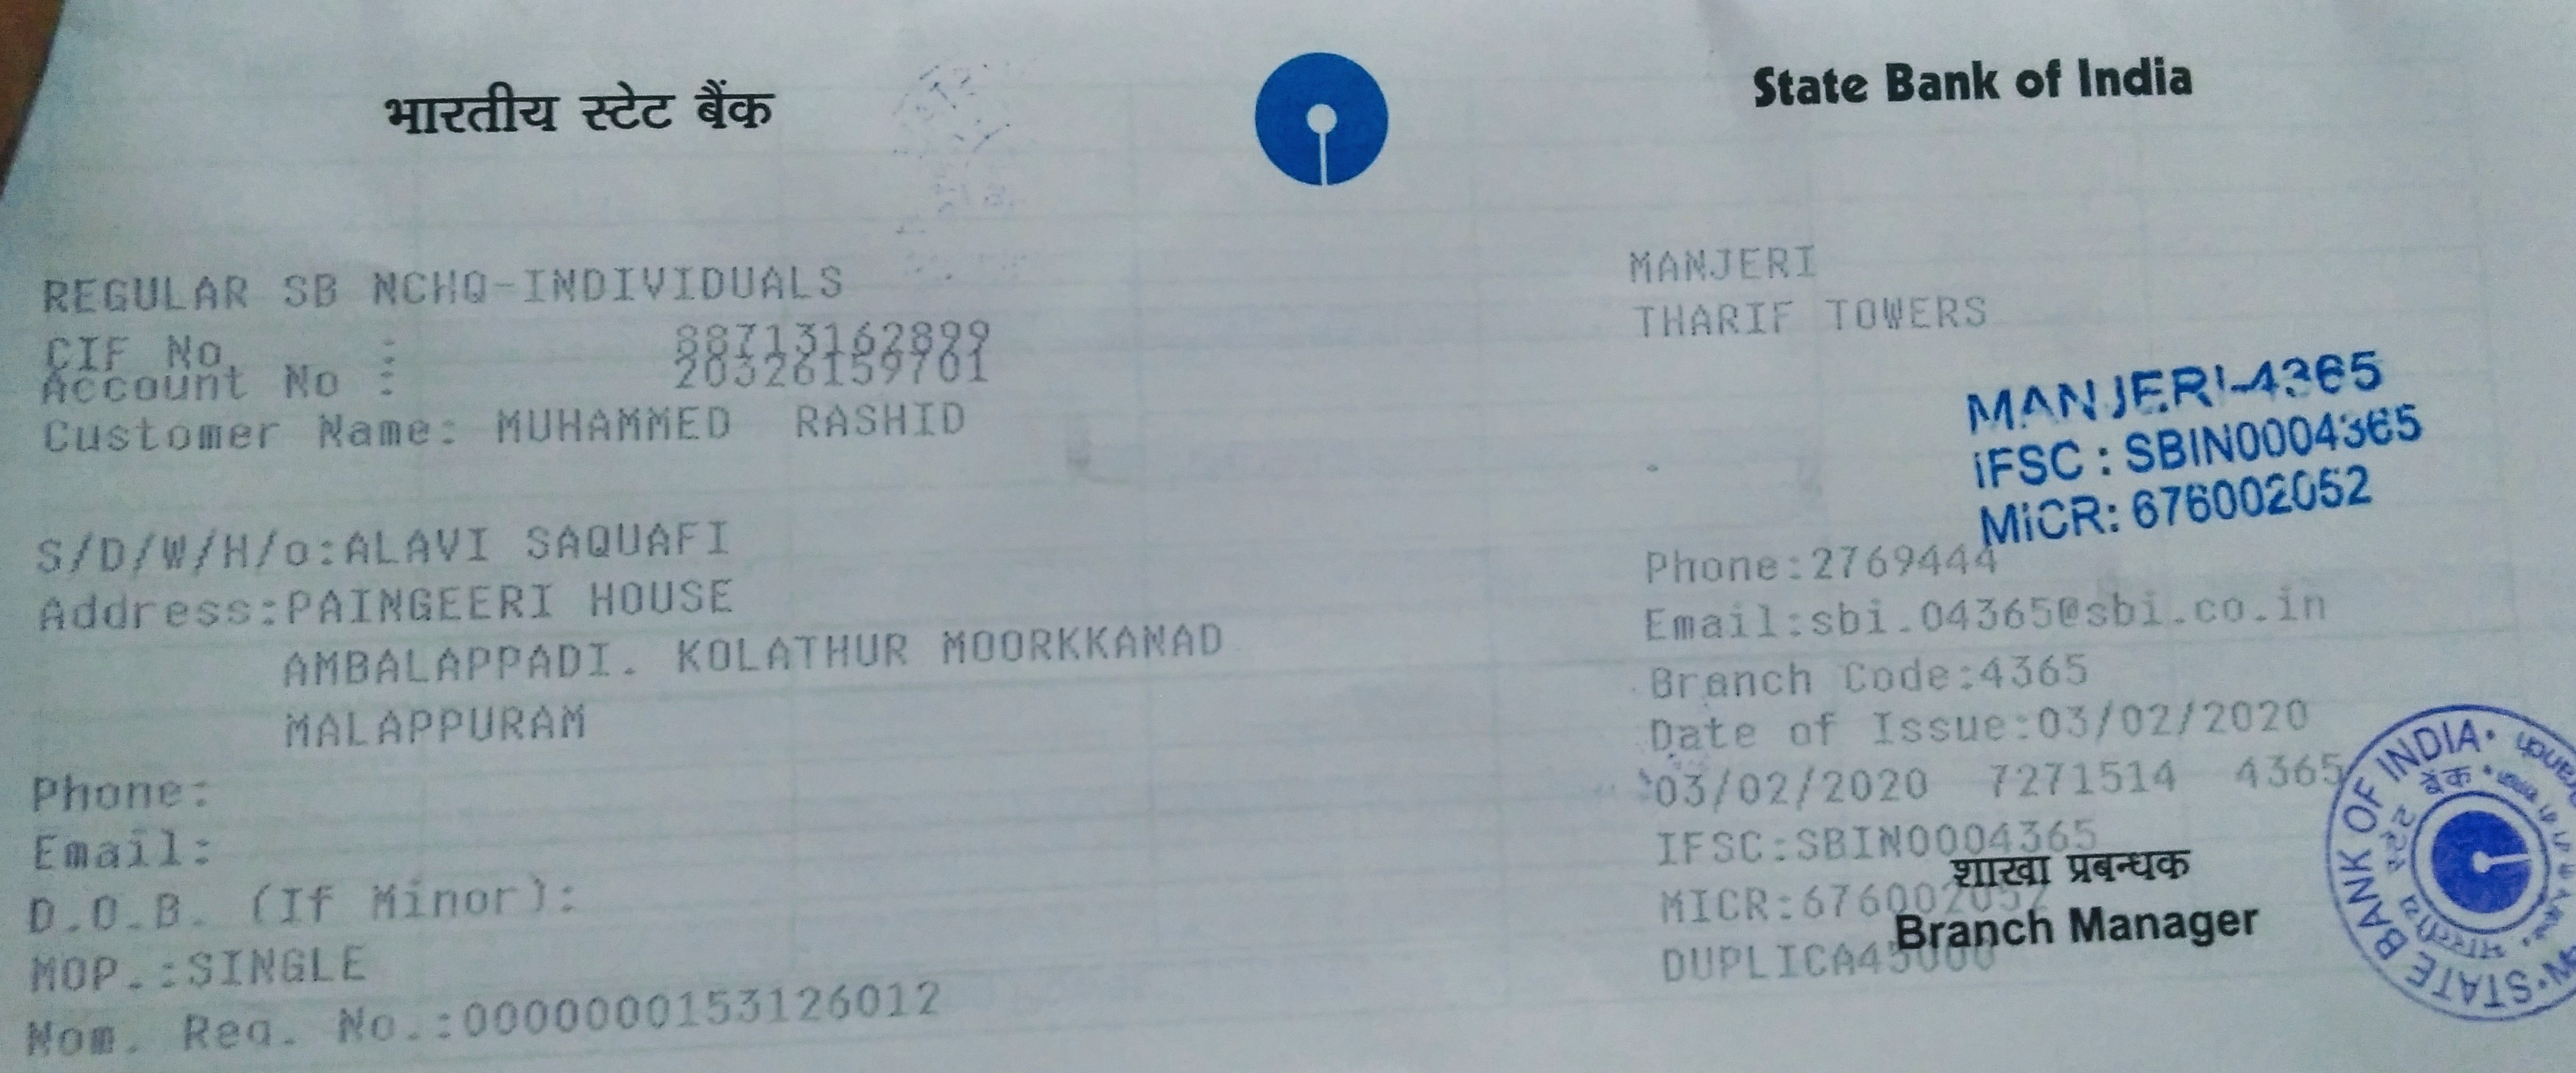 भारतीय स्टेट बैंक
State Bank of India
REGULAR SB NCHQ-INDIVIDUALS
CIF No : 88713162899
Account No : 20326159701
Customer Name: MUHAMMED RASHID
S/D/W/H/o:ALAVI SAQUAFI
Address:PAINGEERI HOUSE
AMBALAPPADI. KOLATHUR MOORKKANAD
MALAPPURAM
Phone:
Email:
D.O.B. (If Minor):
MOP.:SINGLE
Nom. Reg. No.:0000000153126012
MANJERI
THARIF TOWERS
MANJERI-4365
IFSC : SBIN0004365
MiCR: 676002052
Phone:2769444
Email:sbi.04365@sbi.co.in
Branch Code:4365
Date of Issue:03/02/2020
03/02/2020 7271514 4365
IFSC:SBIN0004365
शाखा प्रबन्धक
MICR:676002052
Branch Manager
STATE BANK OF INDIA